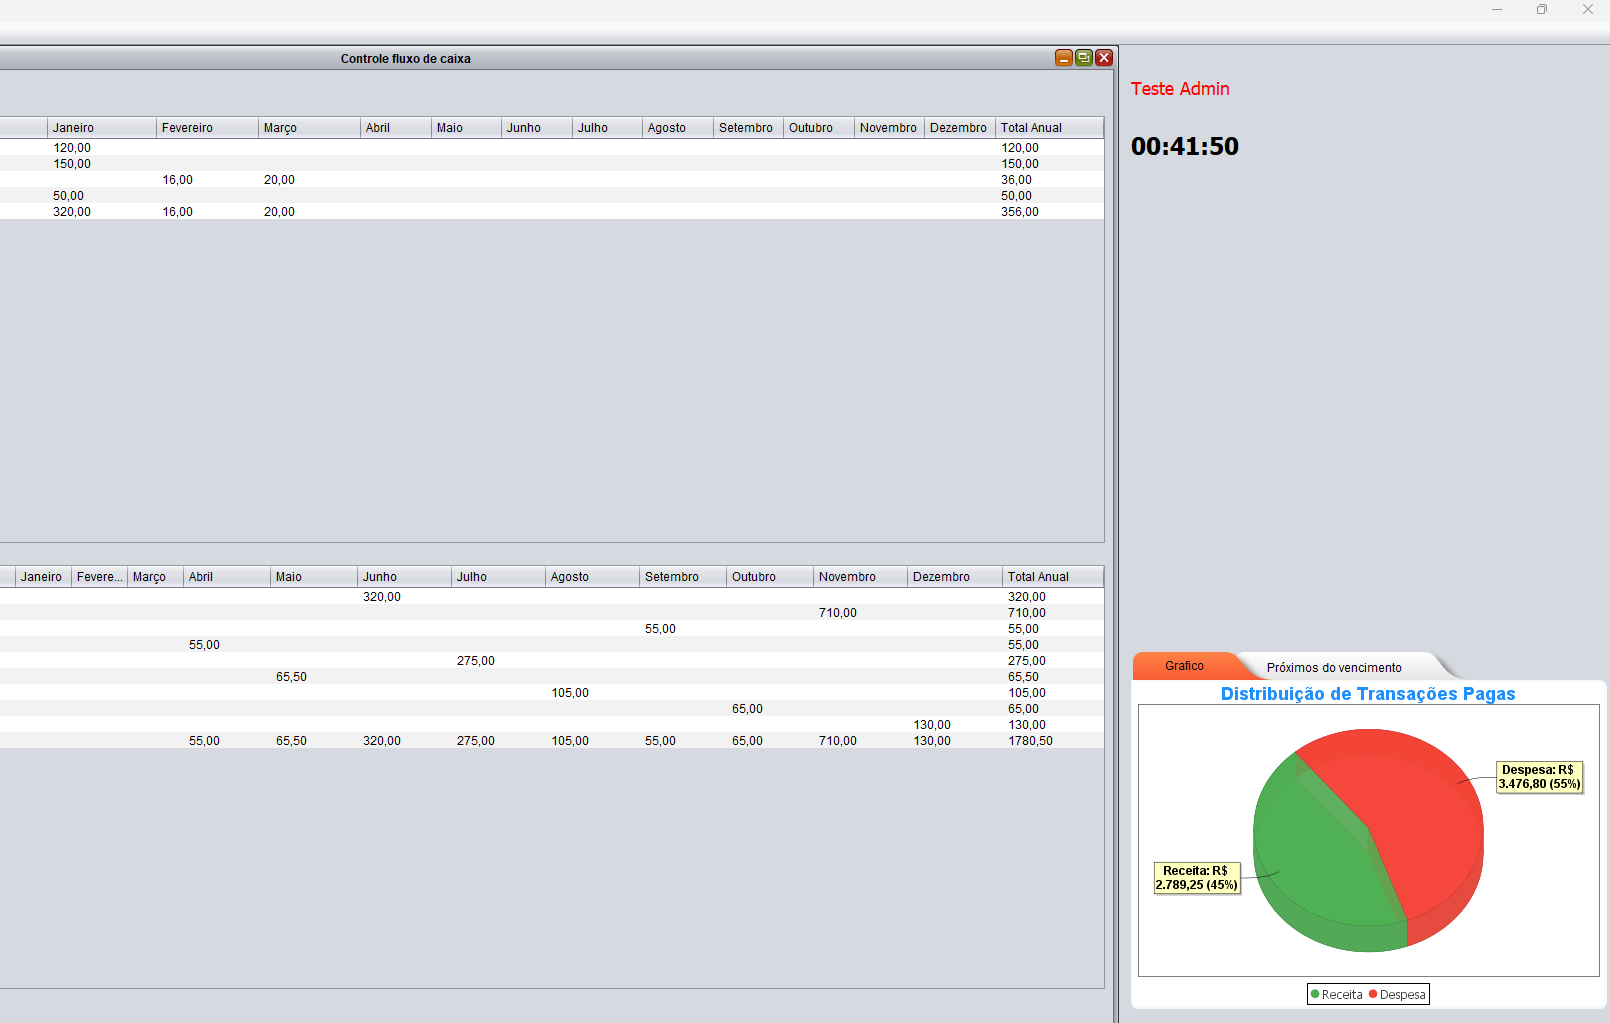 Controle fluxo de caixa
Janeiro Fevereiro Março Abril Maio Junho Julho Agosto Setembro Outubro Novembro Dezembro Total Anual
120,00 120,00
150,00 150,00
16,00 20,00 36,00
50,00 50,00
320,00 16,00 20,00 356,00
Janeiro Fevere... Março Abril Maio Junho Julho Agosto Setembro Outubro Novembro Dezembro Total Anual
320,00 320,00
710,00 710,00
55,00 55,00
55,00 55,00
275,00 275,00
65,50 65,50
105,00 105,00
65,00 65,00
130,00 130,00
55,00 65,50 320,00 275,00 105,00 55,00 65,00 710,00 130,00 1780,50
Teste Admin
00:41:50
Grafico Próximos do vencimento
Distribuição de Transações Pagas
Despesa: R$
3.476,80 (55%)
Receita: R$
2.789,25 (45%)
Receita Despesa